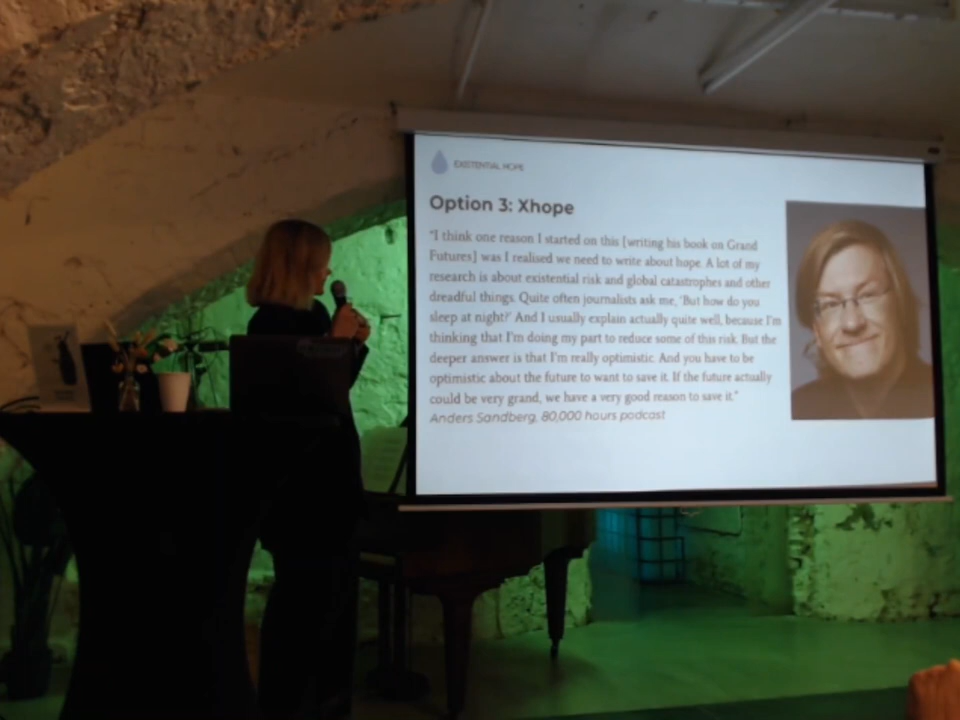 EXISTENTIAL HOPE
Option 3: Xhope
"I think one reason I started on this [writing his book on Grand
Futures] was I realised we need to write about hope. A lot of my
research is about existential risk and global catastrophes and other
dreadful things. Quite often journalists ask me, 'But how do you
sleep at night?' And I usually explain actually quite well, because I'm
thinking that I'm doing my part to reduce some of this risk. But the
deeper answer is that I'm really optimistic. And you have to be
optimistic about the future to want to save it. If the future actually
could be very grand, we have a very good reason to save it."
Anders Sandberg, 80,000 hours podcast